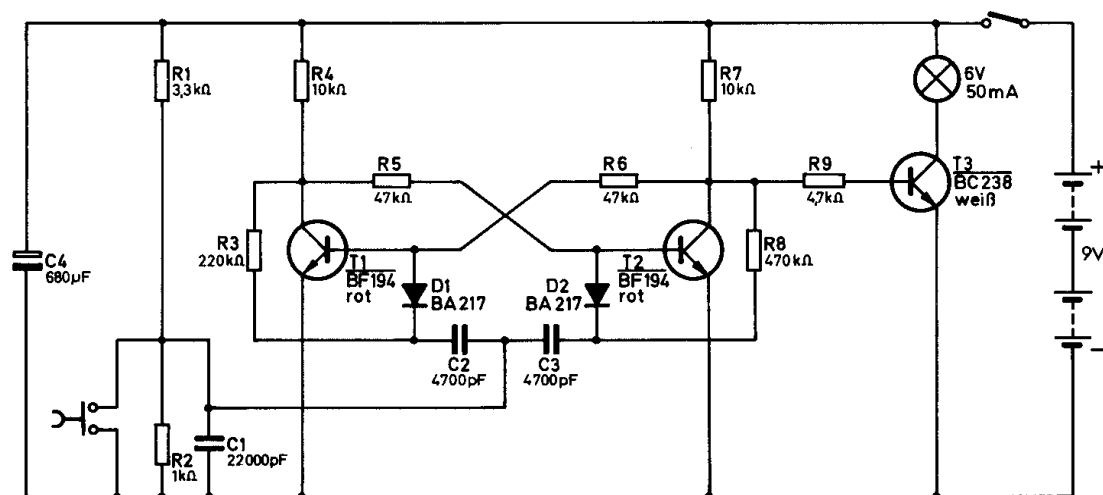 R1
3,3kΩ
R4
10kΩ
R7
10kΩ
6V
50mA
R5
47kΩ
R6
47kΩ
R9
4,7kΩ
T3
BC238
weiß
+
R3
220kΩ
T1
BF194
rot
D1
BA217
D2
BA217
T2
BF194
rot
R8
470kΩ
9V
C4
680µF
C2
4700pF
C3
4700pF
−
R2
1kΩ
C1
22000pF